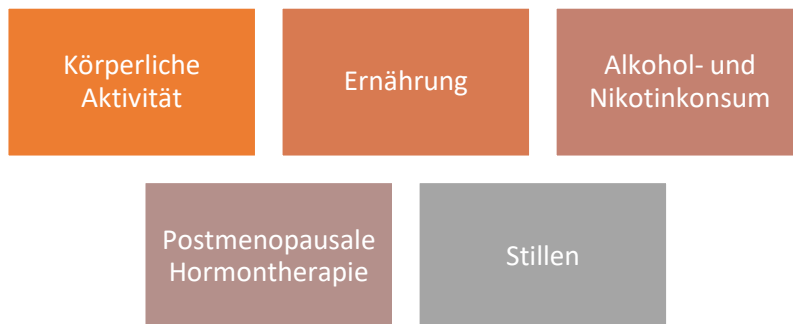 Körperliche
Aktivität
Ernährung
Alkohol- und
Nikotinkonsum
Postmenopausale
Hormontherapie
Stillen